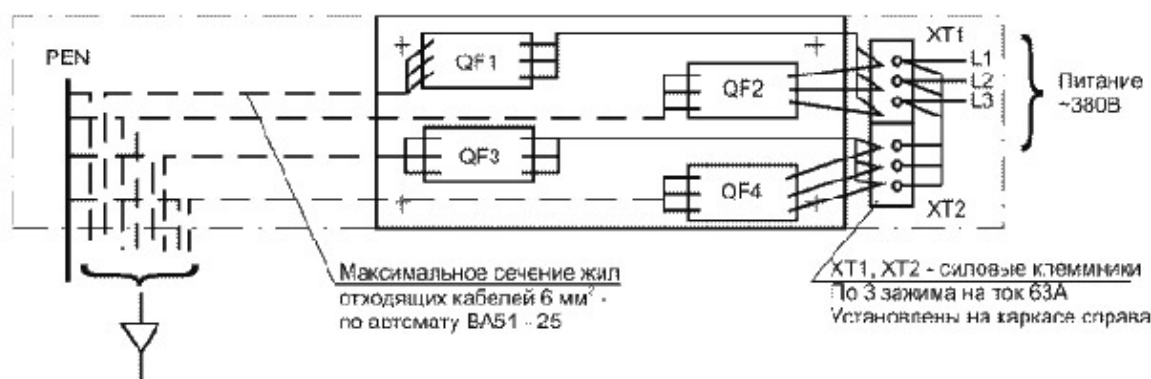 PEN
QF1
QF2
QF3
QF4
XT1
L1
L2
L3
Питание
~380В
XT2
Максимальное сечение жил
отходящих кабелей 6 мм² -
по автомату ВА51 - 25
XT1, XT2 - силовые клеммники
По 3 зажима на ток 63А
Установлены на каркасе справа